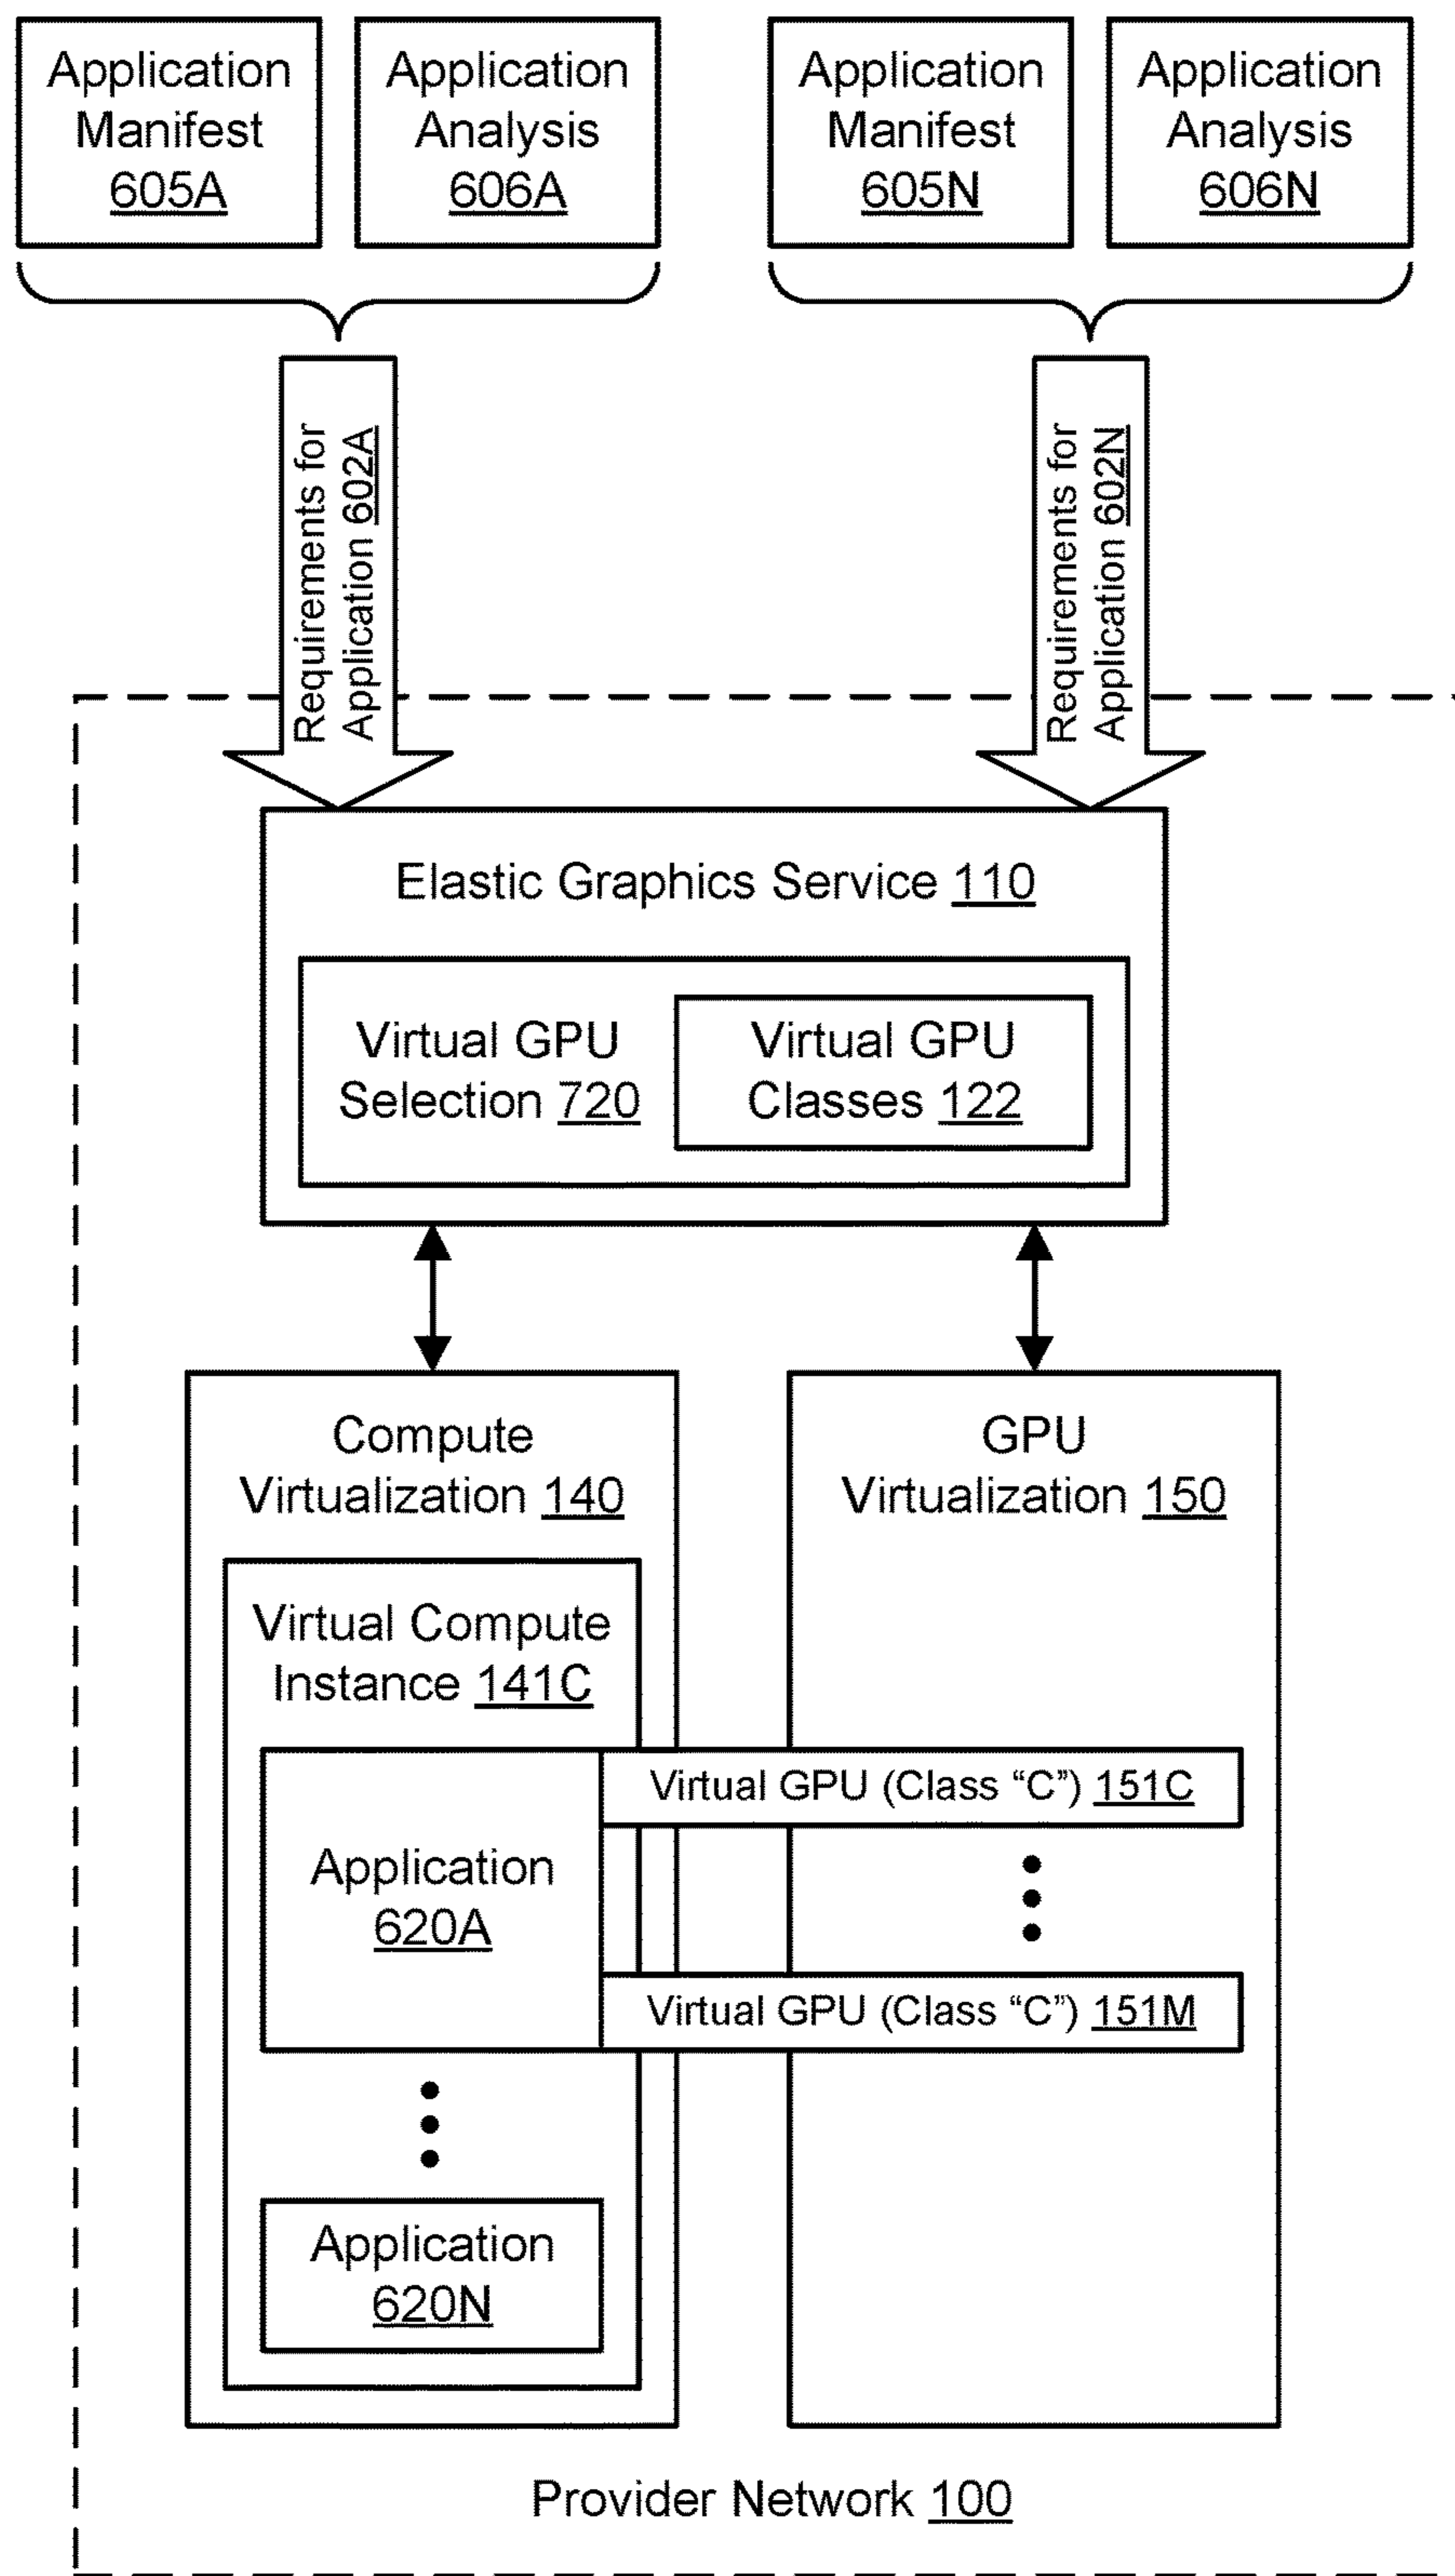 Application
Manifest
605A
Application
Analysis
606A
Application
Manifest
605N
Application
Analysis
606N
Requirements for
Application 602A
Requirements for
Application 602N
Elastic Graphics Service 110
Virtual GPU
Selection 720
Virtual GPU
Classes 122
Compute
Virtualization 140
GPU
Virtualization 150
Virtual Compute
Instance 141C
Virtual GPU (Class “C”) 151C
Application
620A
Virtual GPU (Class “C”) 151M
Application
620N
Provider Network 100